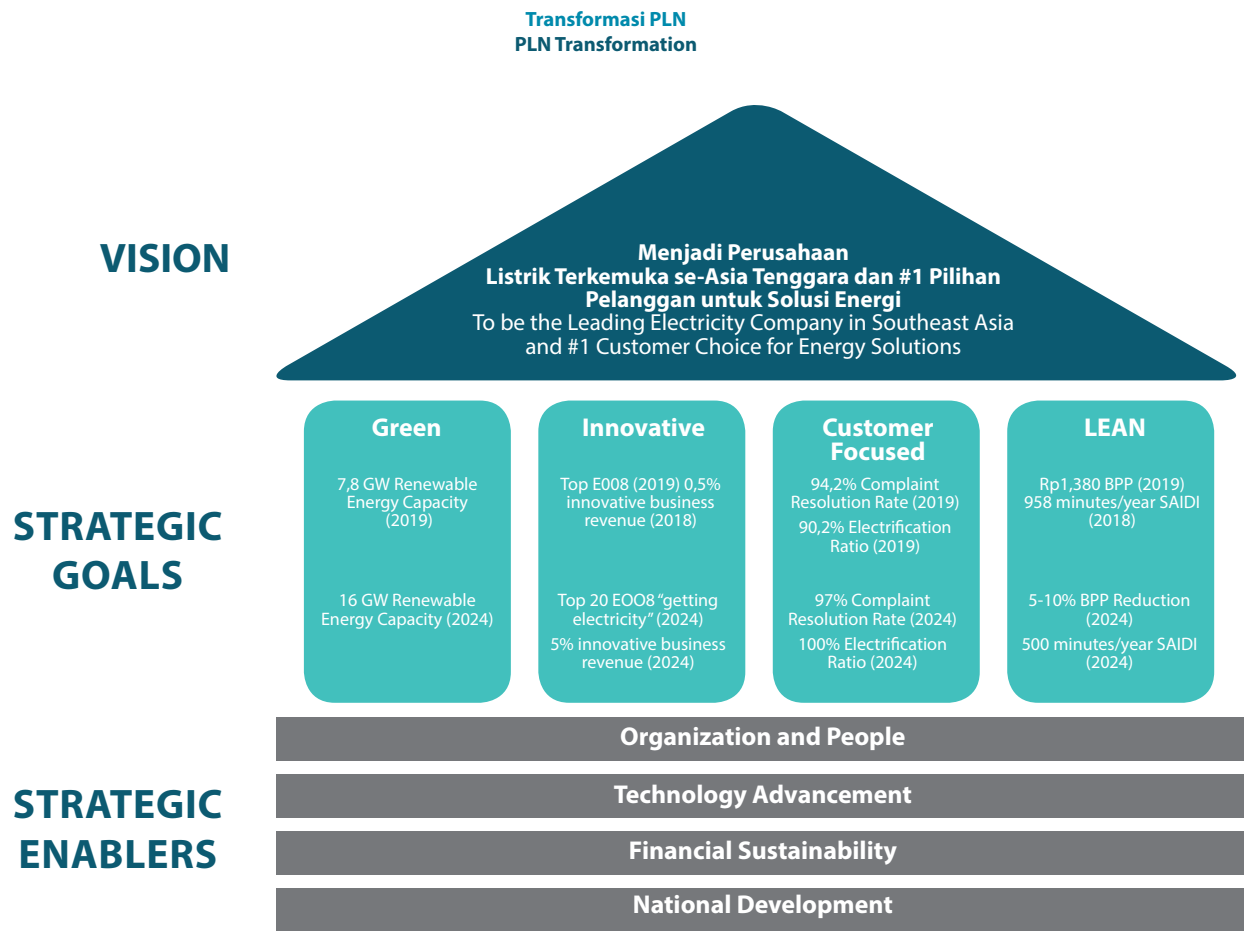 Transformasi PLN
PLN Transformation
VISION
Menjadi Perusahaan
Listrik Terkemuka se-Asia Tenggara dan #1 Pilihan
Pelanggan untuk Solusi Energi
To be the Leading Electricity Company in Southeast Asia
and #1 Customer Choice for Energy Solutions
STRATEGIC
GOALS
Green
7,8 GW Renewable
Energy Capacity
(2019)
16 GW Renewable
Energy Capacity (2024)
Innovative
Top E008 (2019) 0,5%
innovative business
revenue (2018)
Top 20 EOO8 “getting
electricity” (2024)
5% innovative business
revenue (2024)
Customer
Focused
94,2% Complaint
Resolution Rate (2019)
90,2% Electrification
Ratio (2019)
97% Complaint
Resolution Rate (2024)
100% Electrification
Ratio (2024)
LEAN
Rp1,380 BPP (2019)
958 minutes/year SAIDI
(2018)
5-10% BPP Reduction
(2024)
500 minutes/year SAIDI
(2024)
STRATEGIC
ENABLERS
Organization and People
Technology Advancement
Financial Sustainability
National Development